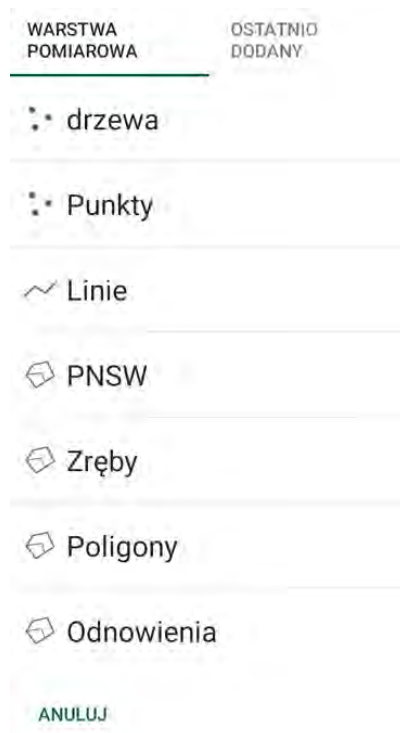 WARSTWA
POMIAROWA
OSTATNIO
DODANY
drzewa
Punkty
Linie
PNSW
Zręby
Poligony
Odnowienia
ANULUJ